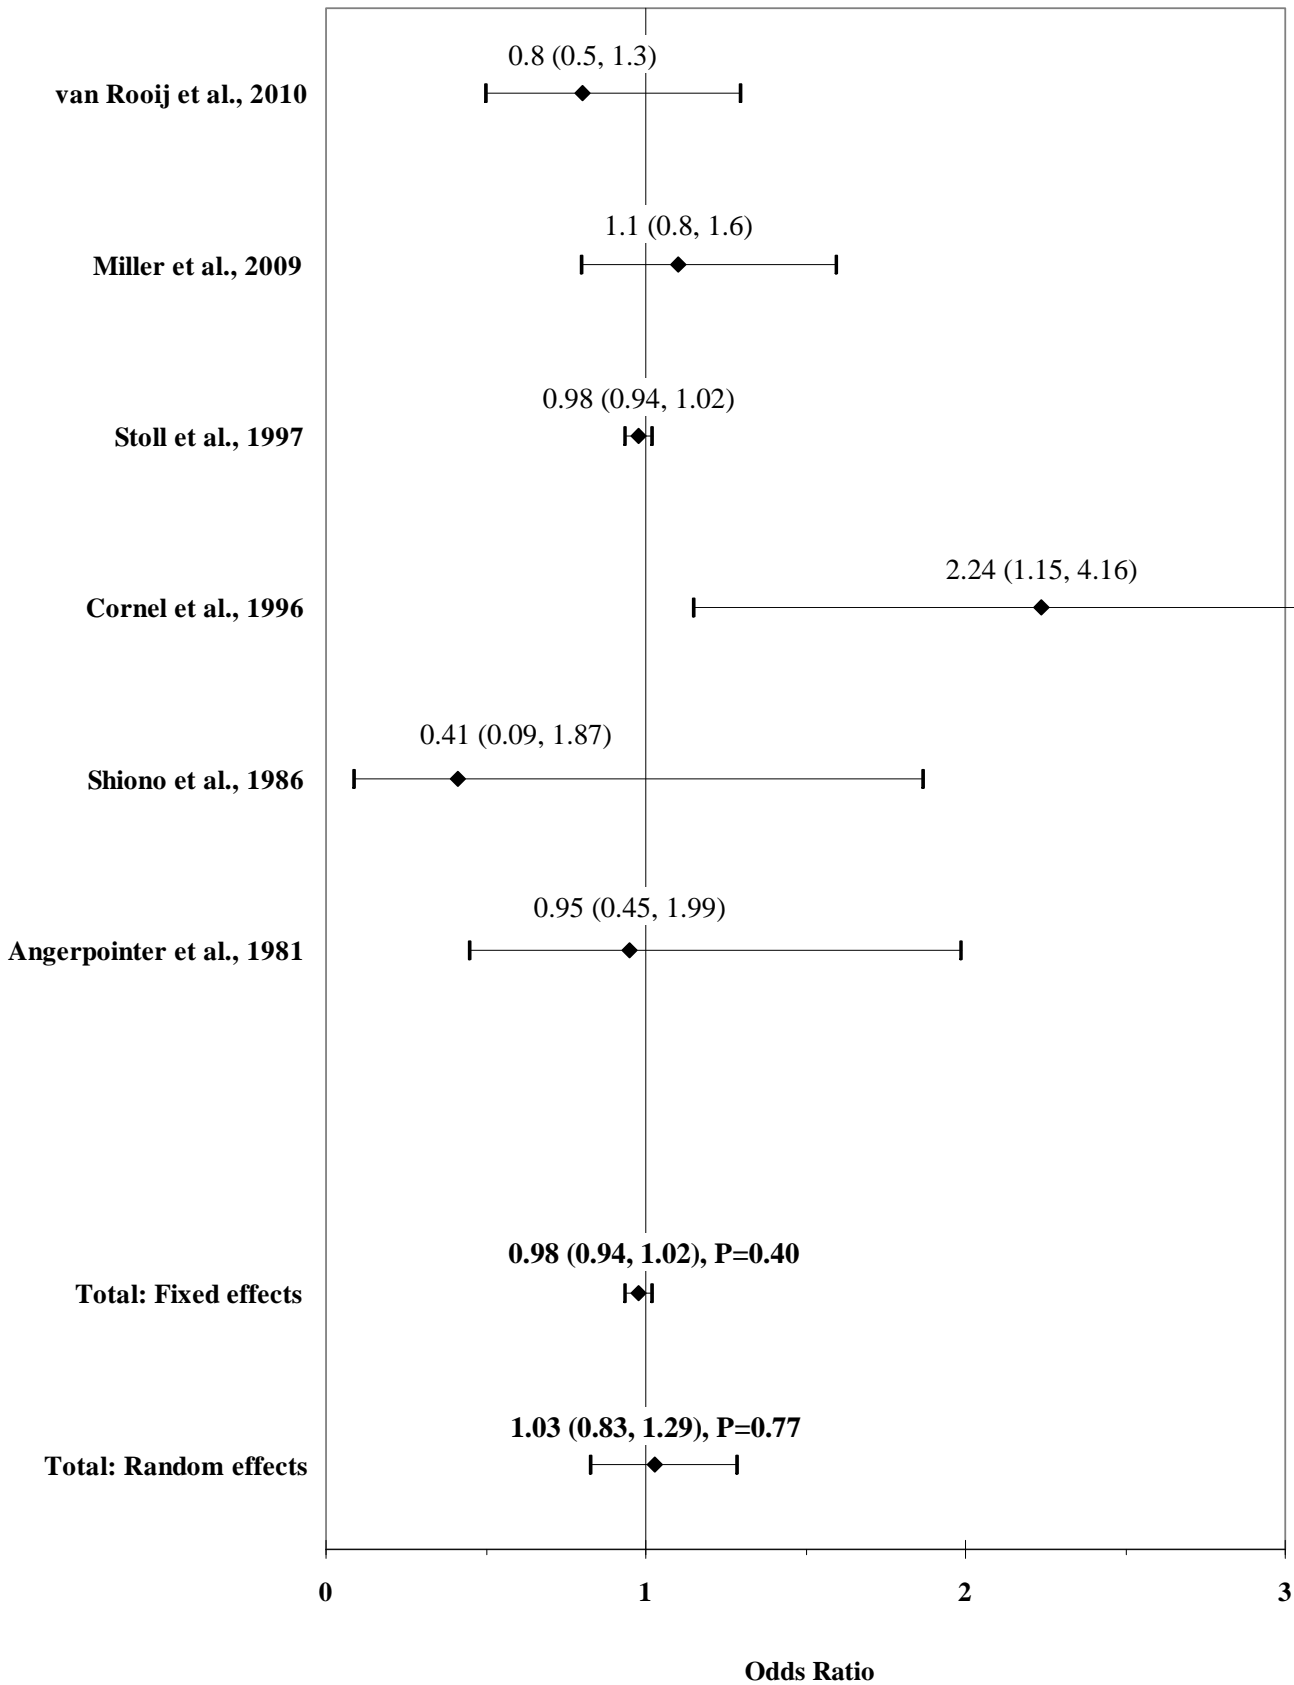 0.8 (0.5, 1.3)
van Rooij et al., 2010
1.1 (0.8, 1.6)
Miller et al., 2009
0.98 (0.94, 1.02)
Stoll et al., 1997
2.24 (1.15, 4.16)
Cornel et al., 1996
0.41 (0.09, 1.87)
Shiono et al., 1986
0.95 (0.45, 1.99)
Angerpointer et al., 1981
0.98 (0.94, 1.02), P=0.40
Total: Fixed effects
1.03 (0.83, 1.29), P=0.77
Total: Random effects
0 1 2 3
Odds Ratio